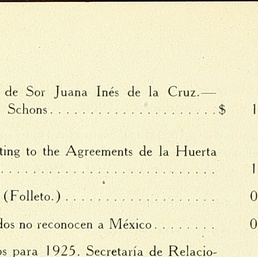 de Sor Juana Inés de la Cruz.—
Schons.....................$ 1
ting to the Agreements de la Huerta
........................... 1
(Folleto.)................... 0
dos no reconocen a México........ 0
os para 1925. Secretaría de Relacio-